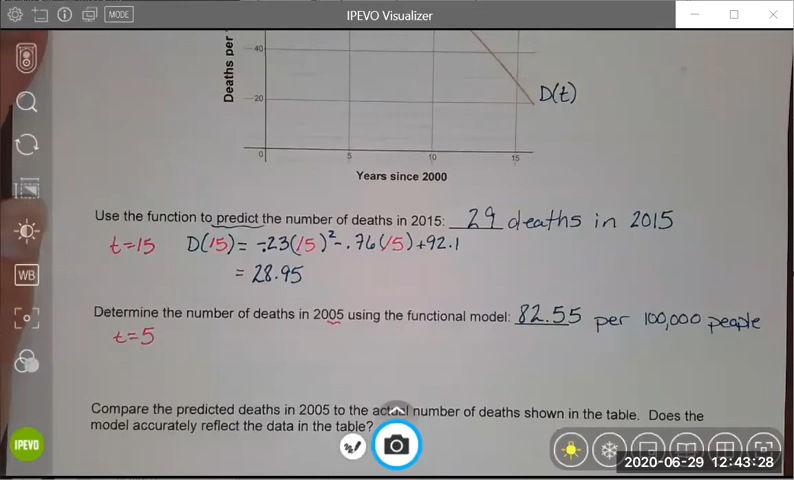 IPEVO Visualizer
MODE
Deaths per
40
20
D(t)
0 5 10 15
Years since 2000
Use the function to predict the number of deaths in 2015: 29 deaths in 2015
t=15 D(15) = -.23(15)²- .76(15)+92.1
= 28.95
Determine the number of deaths in 2005 using the functional model: 82.55 per 100,000 people
t=5
Compare the predicted deaths in 2005 to the actual number of deaths shown in the table. Does the
model accurately reflect the data in the table?
WB
IPEVO
2020-06-29 12:43:28